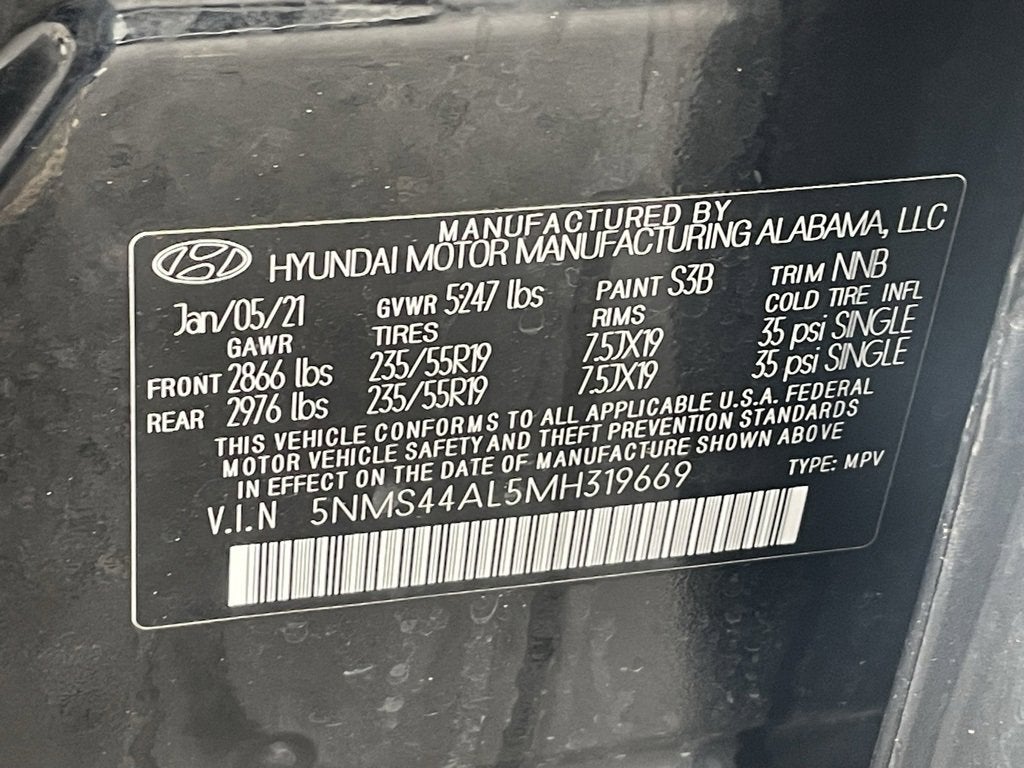 MANUFACTURED BY
HYUNDAI MOTOR MANUFACTURING ALABAMA, LLC
Jan/05/21 GVWR 5247 lbs PAINT S3B TRIM NNB
GAWR TIRES RIMS COLD TIRE INFL
FRONT 2866 lbs 235/55R19 7.5JX19 35 psi SINGLE
REAR 2976 lbs 235/55R19 7.5JX19 35 psi SINGLE
THIS VEHICLE CONFORMS TO ALL APPLICABLE U.S.A. FEDERAL
MOTOR VEHICLE SAFETY AND THEFT PREVENTION STANDARDS
IN EFFECT ON THE DATE OF MANUFACTURE SHOWN ABOVE
V.I.N 5NMS44AL5MH319669 TYPE: MPV